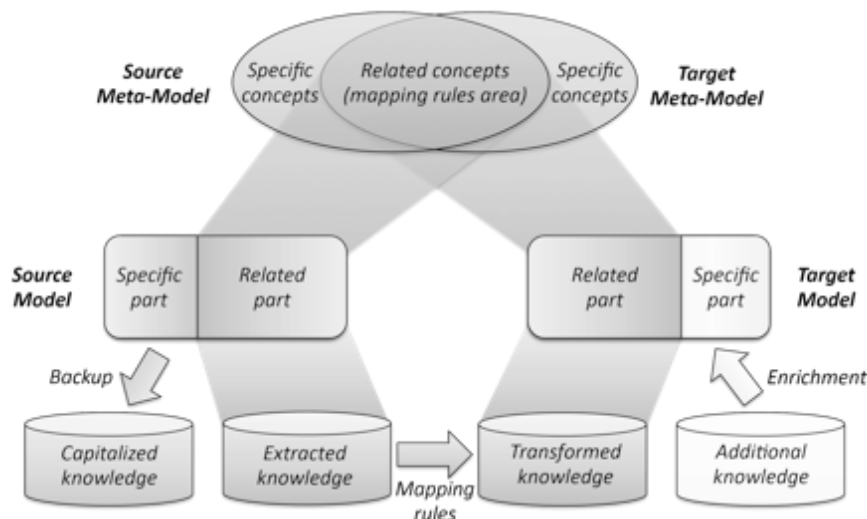 Source
Meta-Model
Specific
concepts
Related concepts
(mapping rules area)
Specific
concepts
Target
Meta-Model
Source
Model
Specific
part
Related
part
Related
part
Specific
part
Target
Model
Backup
Enrichment
Capitalized
knowledge
Extracted
knowledge
Mapping
rules
Transformed
knowledge
Additional
knowledge